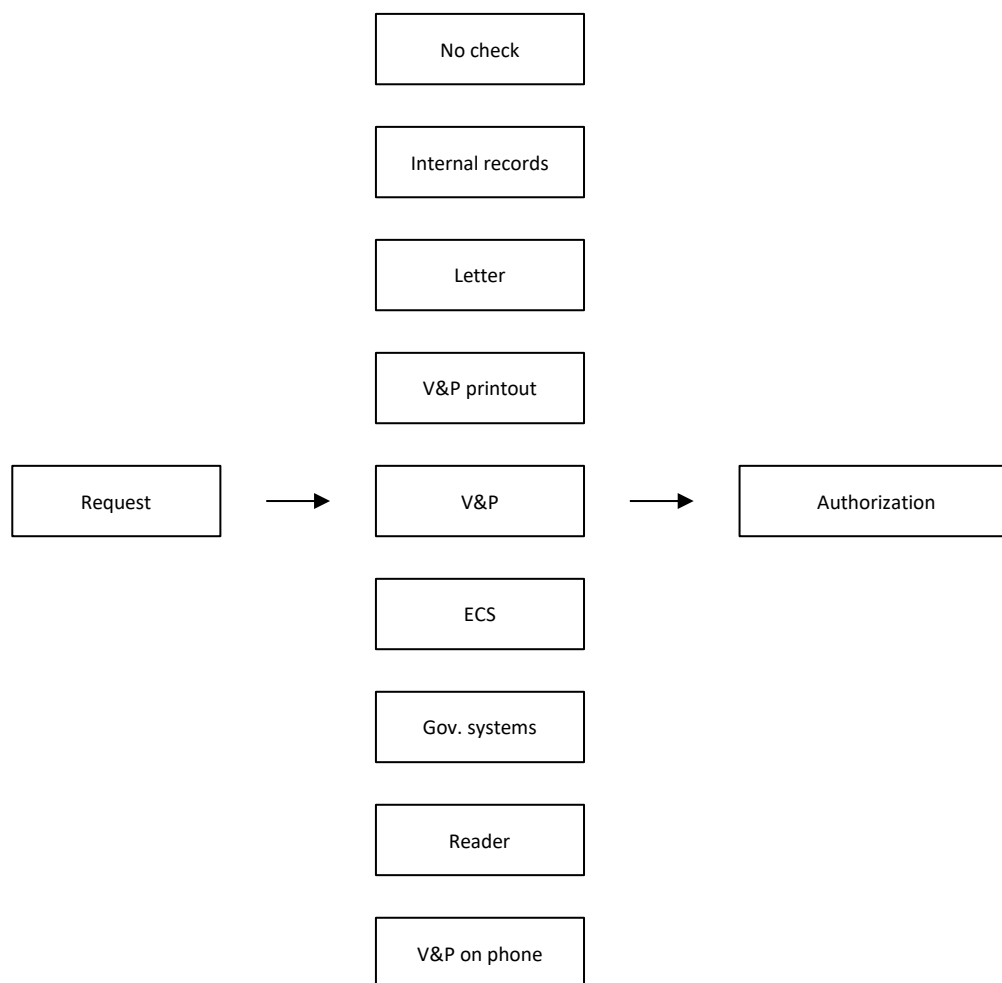 No check
Internal records
Letter
V&P printout
Request
V&P
Authorization
ECS
Gov. systems
Reader
V&P on phone